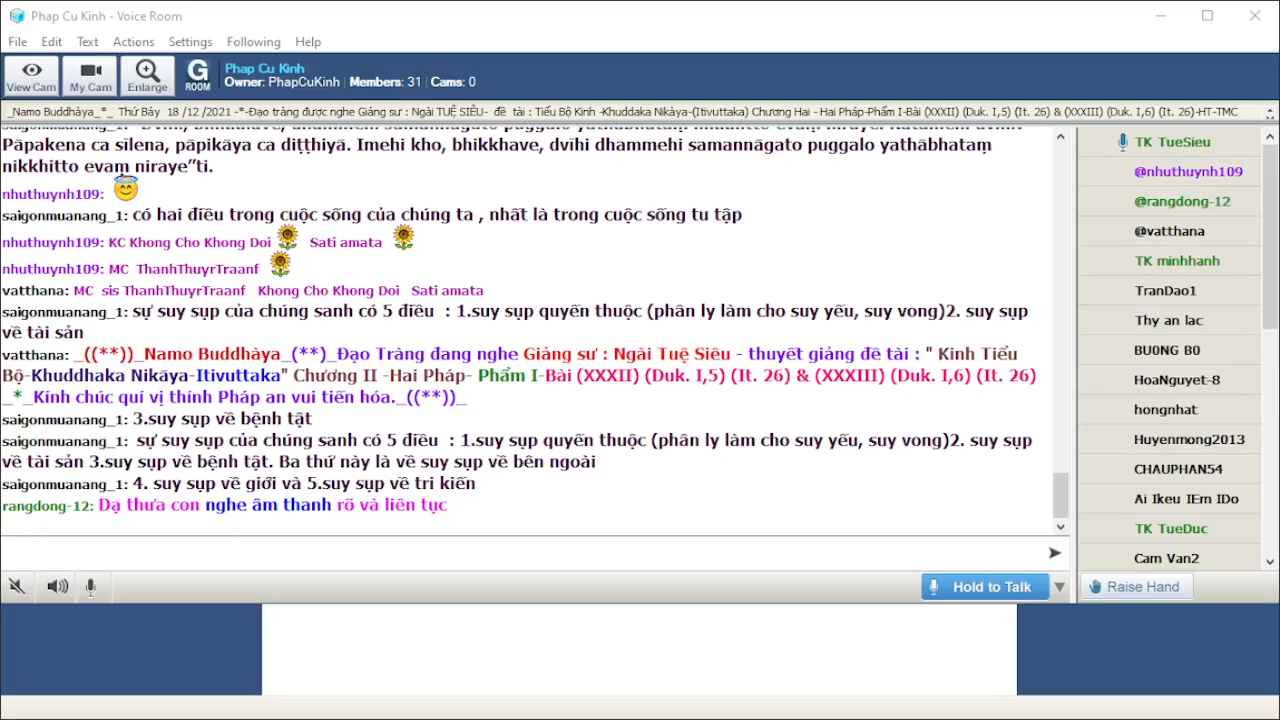 Phap Cu Kinh - Voice Room
File Edit Text Actions Settings Following Help
View Cam My Cam Enlarge G ROOM
Phap Cu Kinh
Owner: PhapCuKinh Members: 31 Cams: 0
_Namo Buddhàya_*_ Thứ Bảy 18 /12 /2021 -*-Đạo tràng được nghe Giảng sư : Ngài TUỆ SIÊU- đề tài : Tiểu Bộ Kinh -Khuddaka Nikàya-(Itivuttaka) Chương Hai - Hai Pháp-Phẩm I-Bài (XXXII) (Duk. I,5) (It. 26) & (XXXIII) (Duk. I,6) (It. 26)-HT-TMC
Pāpakena ca sīlena, pāpikāya ca diṭṭhiyā. Imehi kho, bhikkhave, dvīhi dhammehi samannāgato puggalo yathābhataṃ
nikkhitto evaṃ niraye”ti.
nhuthuynh109:
saigonmuanang_1: có hai điều trong cuộc sống của chúng ta , nhất là trong cuộc sống tu tập
nhuthuynh109: KC Khong Cho Khong Doi Sati amata
nhuthuynh109: MC ThanhThuyrTraanf
vatthana: MC sis ThanhThuyrTraanf Khong Cho Khong Doi Sati amata
saigonmuanang_1: sự suy sụp của chúng sanh có 5 điều : 1.suy sụp quyến thuộc (phân ly làm cho suy yếu, suy vong)2. suy sụp
về tài sản
vatthana: _((**))_Namo Buddhàya_(**)_Đạo Tràng đang nghe Giảng sư : Ngài Tuệ Siêu - thuyết giảng đề tài : " Kinh Tiểu
Bộ-Khuddhaka Nikāya-Itivuttaka" Chương II -Hai Pháp- Phẩm I-Bài (XXXII) (Duk. I,5) (It. 26) & (XXXIII) (Duk. I,6) (It. 26)
_*_Kính chúc quí vị thính Pháp an vui tiến hóa._((**))_
saigonmuanang_1: 3.suy sụp về bệnh tật
saigonmuanang_1: sự suy sụp của chúng sanh có 5 điều : 1.suy sụp quyến thuộc (phân ly làm cho suy yếu, suy vong)2. suy sụp
về tài sản 3.suy sụp về bệnh tật. Ba thứ này là về suy sụp về bên ngoài
saigonmuanang_1: 4. suy sụp về giới và 5.suy sụp về tri kiến
rangdong-12: Dạ thưa con nghe âm thanh rõ và liên tục
Hold to Talk
TK TueSieu
@nhuthuynh109
@rangdong-12
@vatthana
TK minhhanh
TranDao1
Thy an lac
BU0NG B0
HoaNguyet-8
hongnhat
Huyenmong2013
CHAUPHAN54
Ai Ikeu IErn IDo
TK TueDuc
Cam Van2
Raise Hand